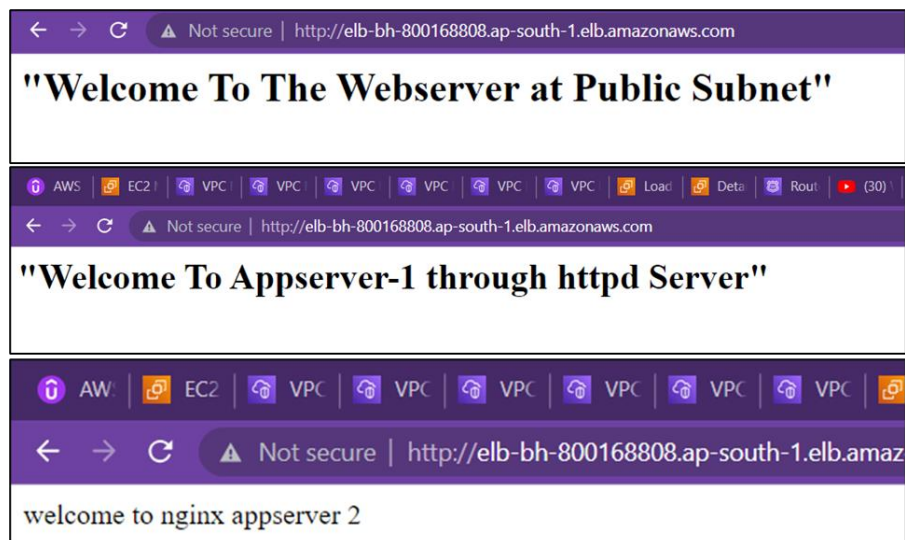 Not secure | http://elb-bh-800168808.ap-south-1.elb.amazonaws.com
"Welcome To The Webserver at Public Subnet"
AWS EC2 VPC VPC VPC VPC VPC VPC Load Deta Rout (30)
Not secure | http://elb-bh-800168808.ap-south-1.elb.amazonaws.com
"Welcome To Appserver-1 through httpd Server"
AW EC2 VPC VPC VPC VPC VPC VPC
Not secure | http://elb-bh-800168808.ap-south-1.elb.amaz
welcome to nginx appserver 2